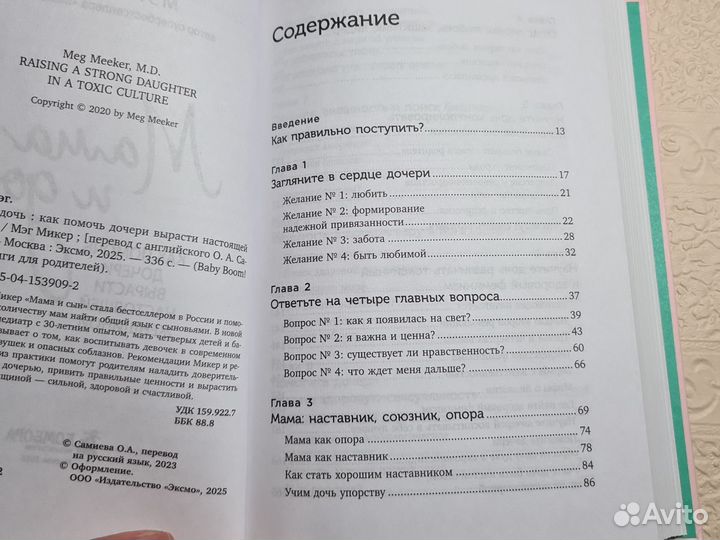 автор супербестселлера
Meg Meeker, M.D.
RAISING A STRONG DAUGHTER
IN A TOXIC CULTURE
Copyright © 2020 by Meg Meeker
эг.
дочь : как помочь дочери вырасти настоящей
/ Мэг Микер ; [перевод с английского О. А. Са-
– Москва : Эксмо, 2025. — 336 с. — (Baby Boom!
ги для родителей).
5-04-153909-2
Микер «Мама и сын» стала бестселлером в России и помо-
количеству мам найти общий язык с сыновьями. В новой
педиатр с 30-летним опытом, мать четверых детей и ба-
зывает о том, как воспитывать девочек в современном
вушек и опасных соблазнов. Рекомендации Микер и ре-
из практики помогут родителям наладить доверитель-
дочерью, привить правильные ценности и вырастить
щиной — сильной, здоровой и счастливой.
УДК 159.922.7
ББК 88.8
© Самиева О.А., перевод
на русский язык, 2023
© Оформление.
ООО «Издательство «Эксмо», 2025
2
Содержание
Введение
Как правильно поступить? 13
Глава 1
Загляните в сердце дочери 17
Желание № 1: любить 21
Желание № 2: формирование
надежной привязанности 22
Желание № 3: забота 28
Желание № 4: быть любимой 32
Глава 2
Ответьте на четыре главных вопроса 37
Вопрос № 1: как я появилась на свет? 39
Вопрос № 2: я важна и ценна? 43
Вопрос № 3: существует ли нравственность? 60
Вопрос № 4: что ждет меня дальше? 66
Глава 3
Мама: наставник, союзник, опора 69
Мама как опора 74
Мама как наставник 78
Как стать хорошим наставником 84
Учим дочь упорству 86
Avito